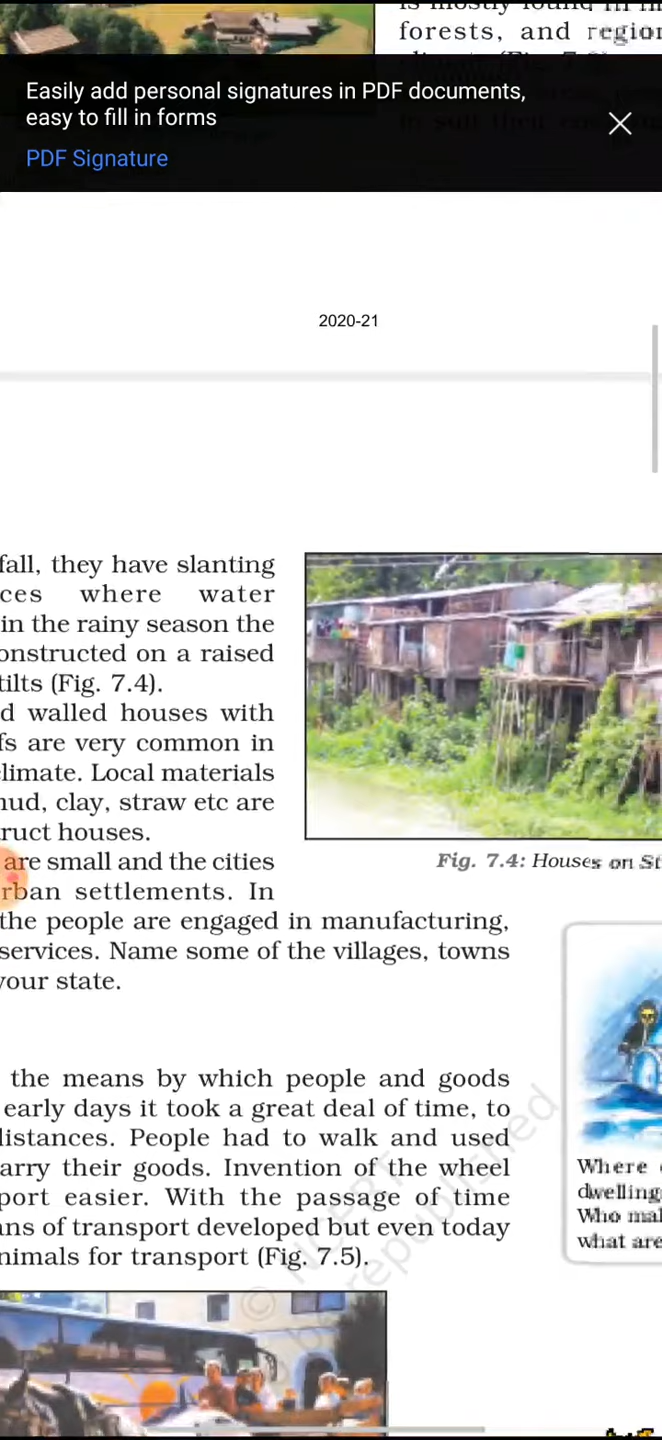 forests, and region
Easily add personal signatures in PDF documents,
easy to fill in forms
PDF Signature
2020-21
fall, they have slanting
ces where water
in the rainy season the
onstructed on a raised
tilts (Fig. 7.4).
d walled houses with
fs are very common in
climate. Local materials
mud, clay, straw etc are
ruct houses.
are small and the cities
rban settlements. In
the people are engaged in manufacturing,
services. Name some of the villages, towns
your state.
Fig. 7.4: Houses on St
the means by which people and goods
early days it took a great deal of time, to
distances. People had to walk and used
arry their goods. Invention of the wheel
port easier. With the passage of time
ans of transport developed but even today
nimals for transport (Fig. 7.5).
Where
dwelling
Who mal
what are
© NCERT
republished